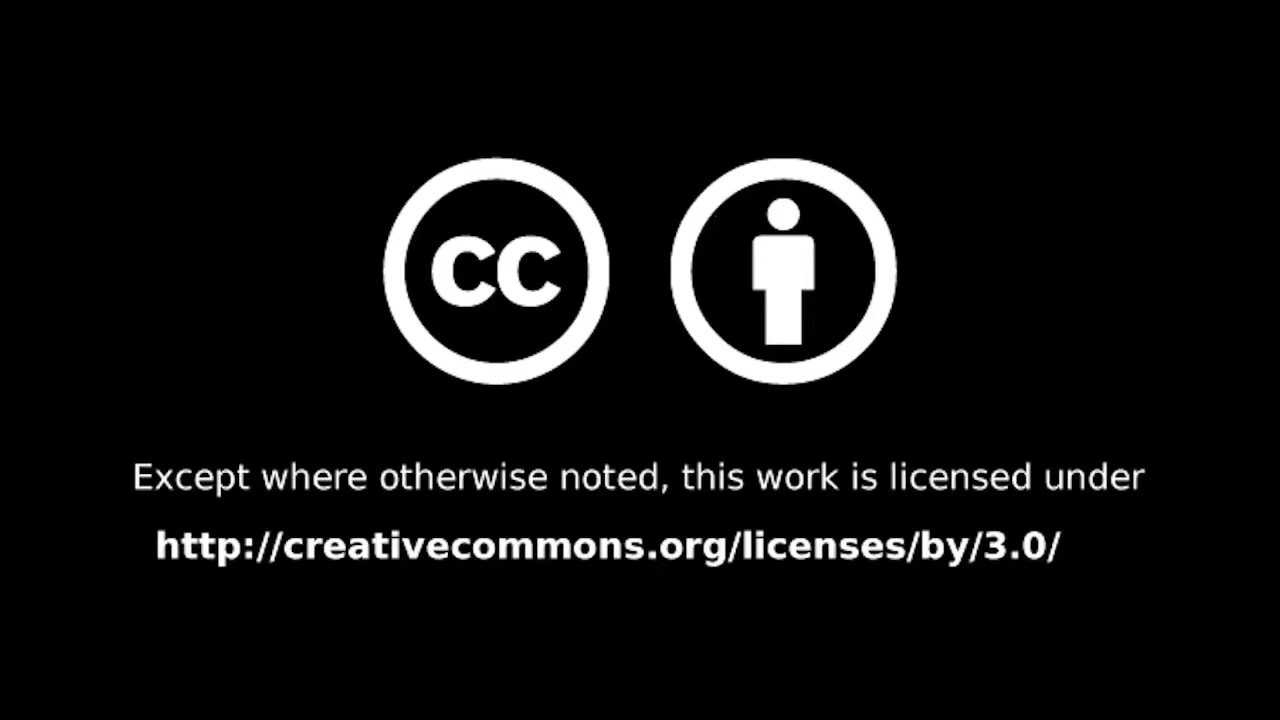 cc
Except where otherwise noted, this work is licensed under
http://creativecommons.org/licenses/by/3.0/